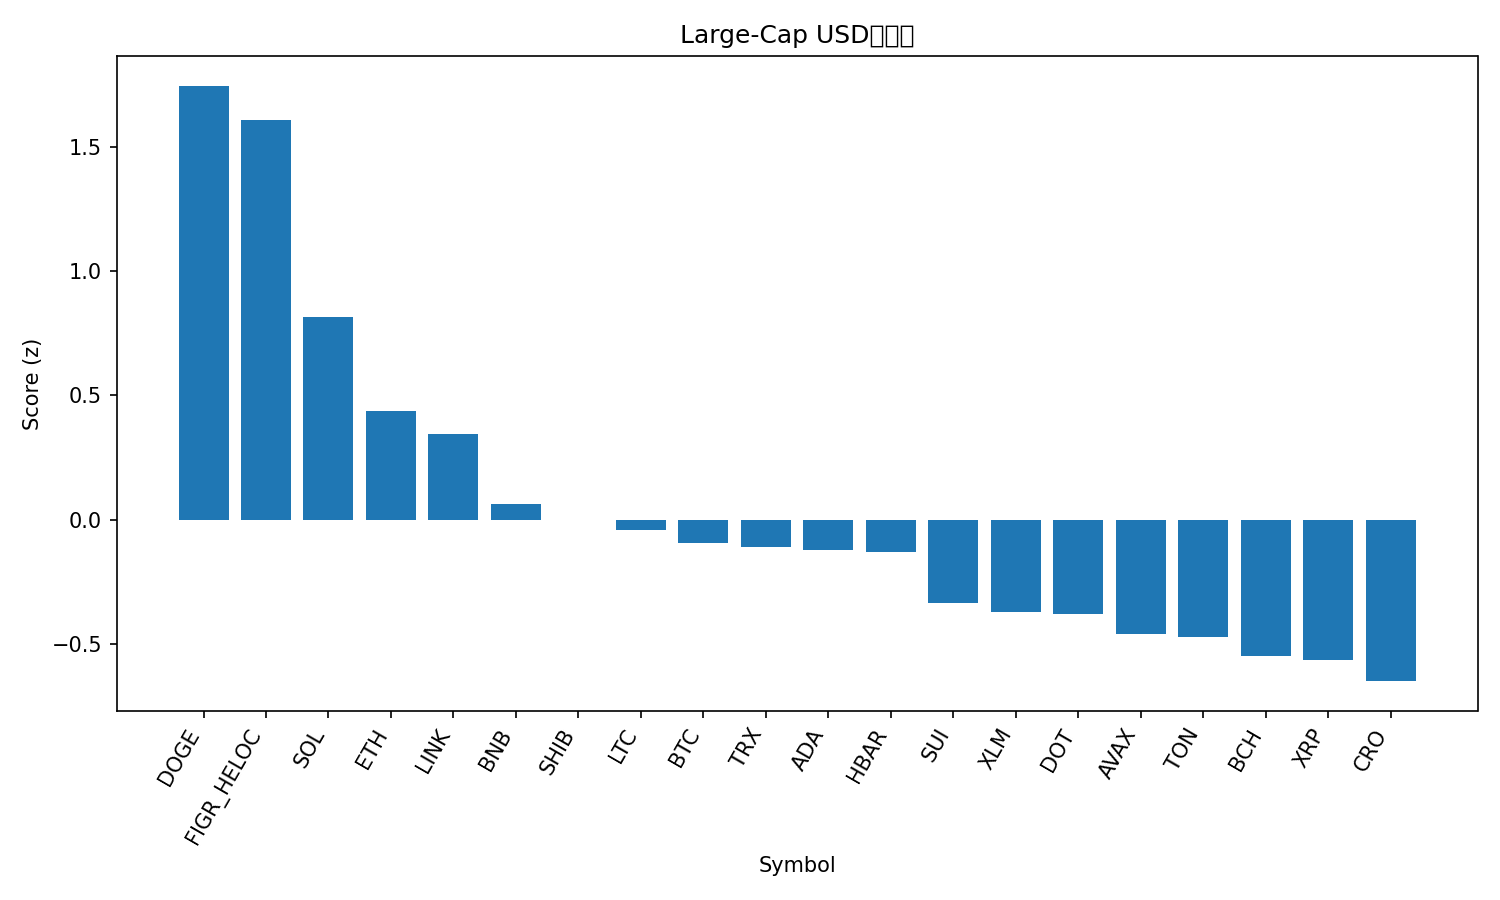 Large-Cap USD
Score (z)
1.5
1.0
0.5
0.0
−0.5
DOGE
FIGR_HELOC
SOL
ETH
LINK
BNB
SHIB
LTC
BTC
TRX
ADA
HBAR
SUI
XLM
DOT
AVAX
TON
BCH
XRP
CRO
Symbol